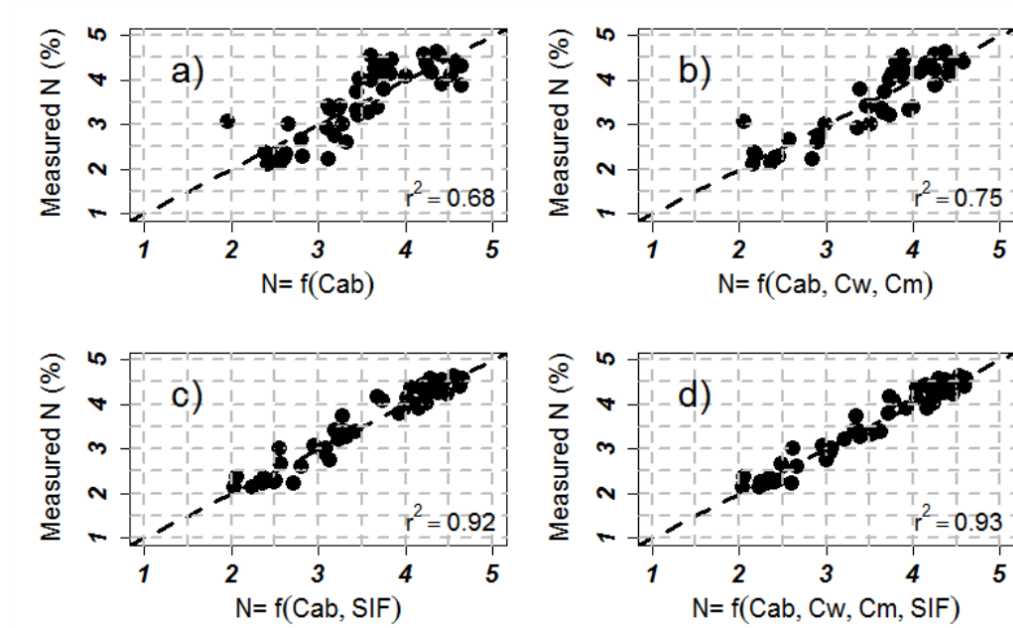 Measured N (%)
5
4
3
2
1
a)
r² = 0.68
1 2 3 4 5
N= f(Cab)
Measured N (%)
5
4
3
2
1
b)
r² = 0.75
1 2 3 4 5
N= f(Cab, Cw, Cm)
Measured N (%)
5
4
3
2
1
c)
r² = 0.92
1 2 3 4 5
N= f(Cab, SIF)
Measured N (%)
5
4
3
2
1
d)
r² = 0.93
1 2 3 4 5
N= f(Cab, Cw, Cm, SIF)